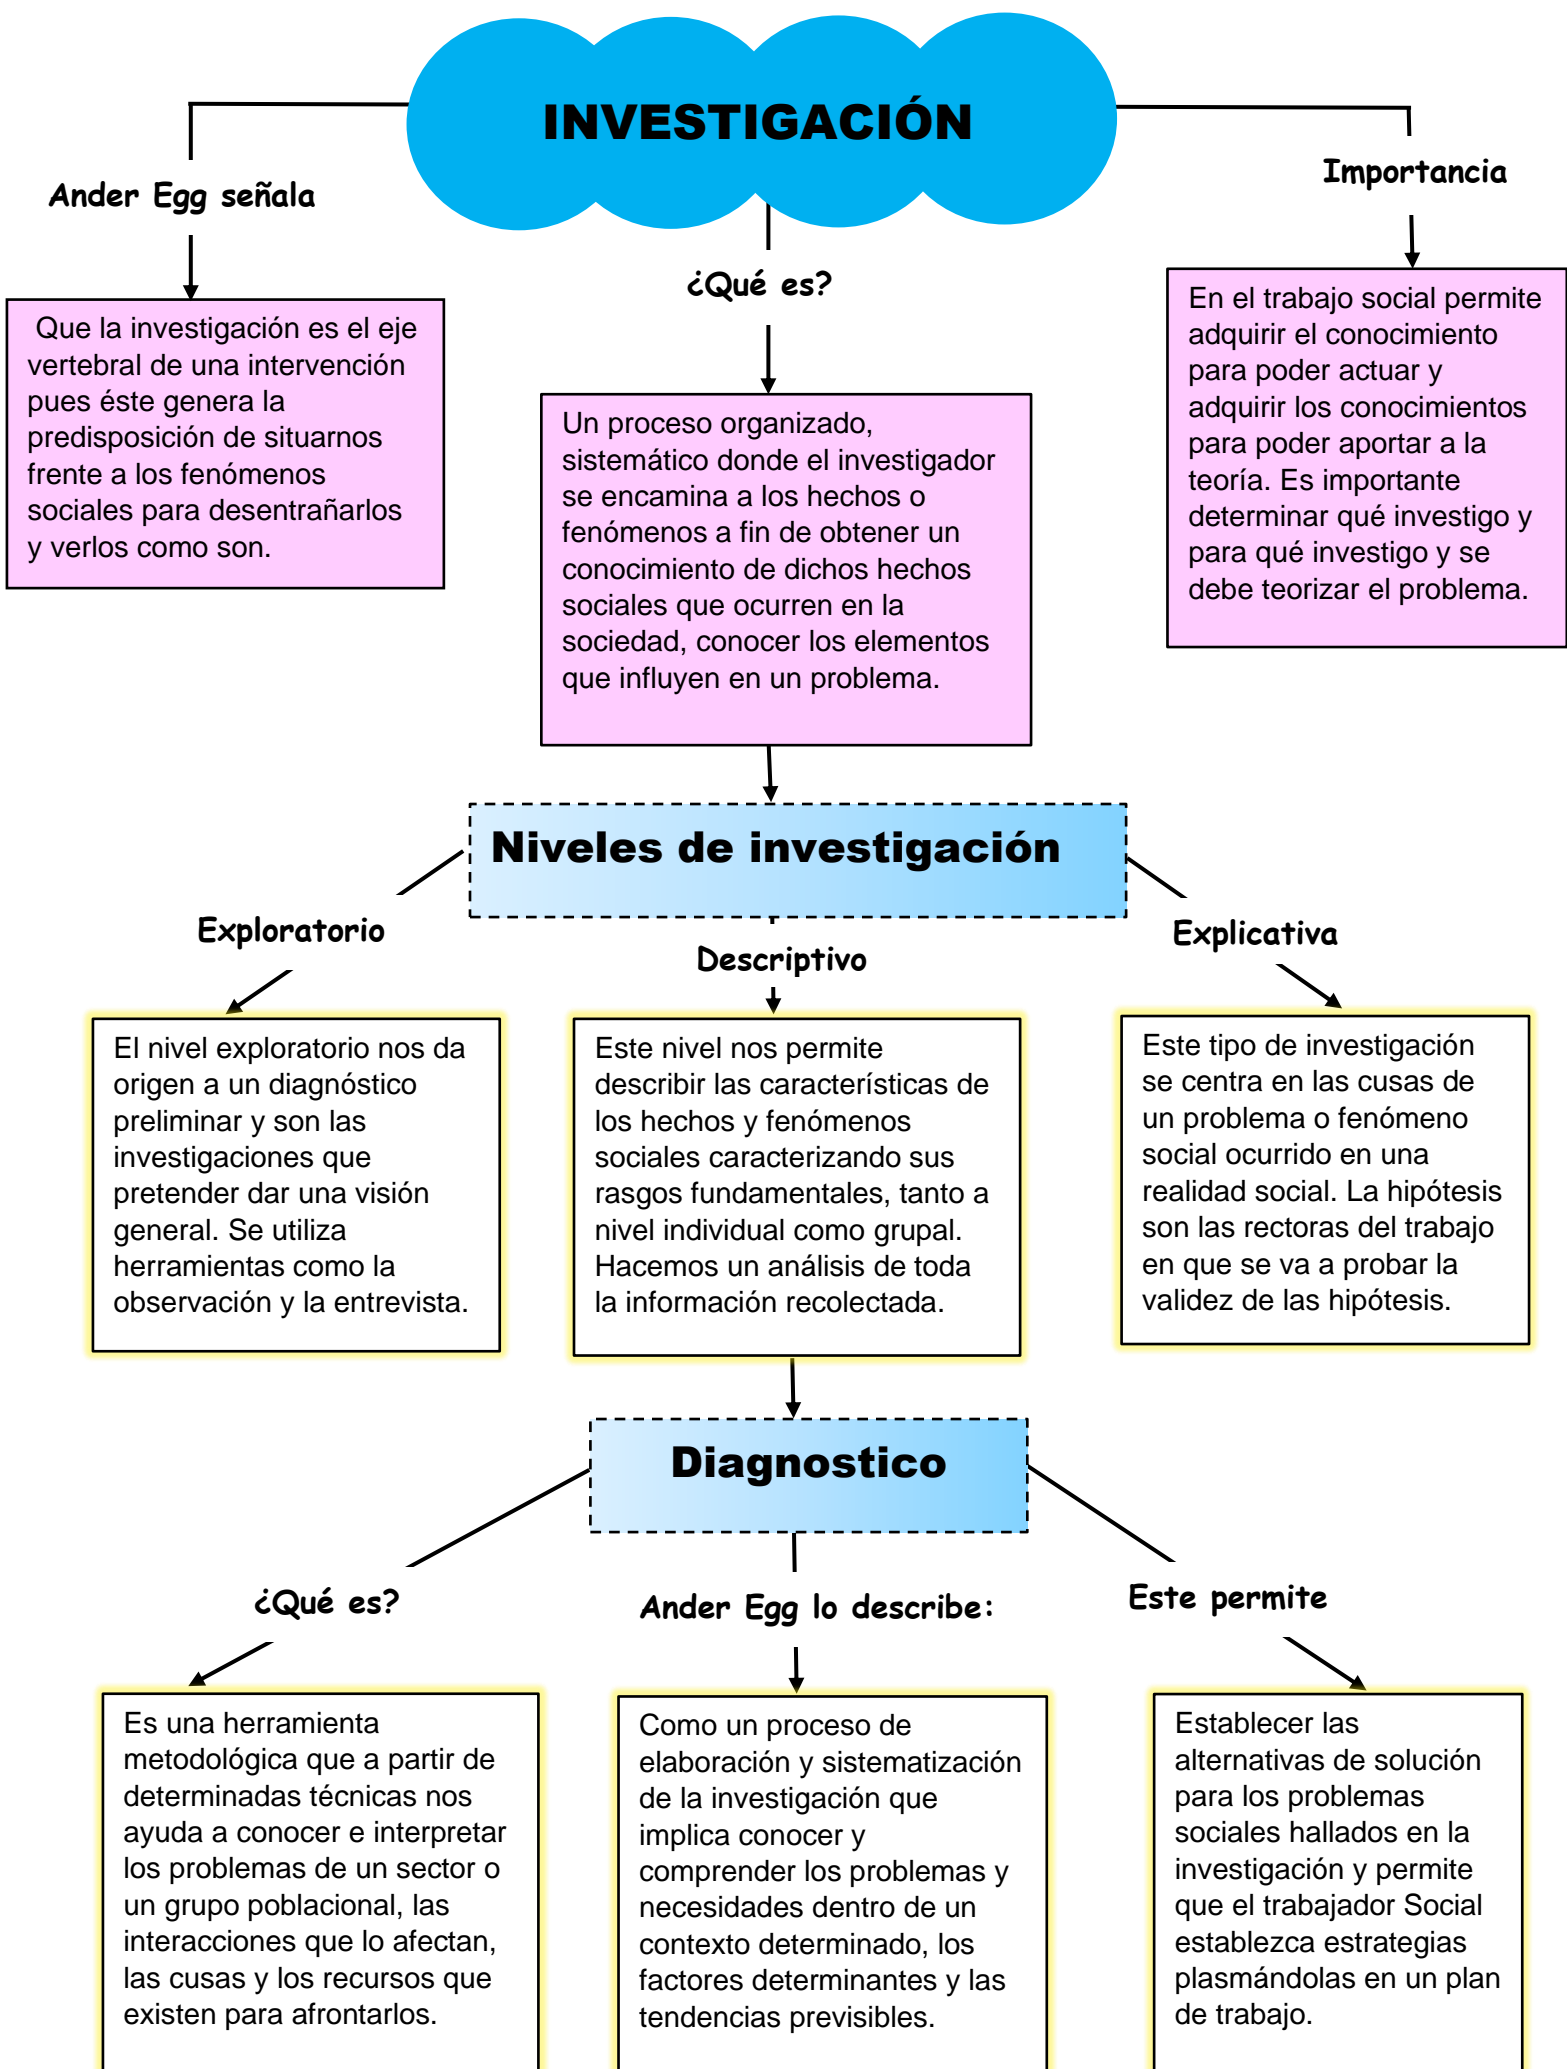 INVESTIGACIÓN
Ander Egg señala
Que la investigación es el eje
vertebral de una intervención
pues éste genera la
predisposición de situarnos
frente a los fenómenos
sociales para desentrañarlos
y verlos como son.
¿Qué es?
Un proceso organizado,
sistemático donde el investigador
se encamina a los hechos o
fenómenos a fin de obtener un
conocimiento de dichos hechos
sociales que ocurren en la
sociedad, conocer los elementos
que influyen en un problema.
Importancia
En el trabajo social permite
adquirir el conocimiento
para poder actuar y
adquirir los conocimientos
para poder aportar a la
teoría. Es importante
determinar qué investigo y
para qué investigo y se
debe teorizar el problema.
Niveles de investigación
Exploratorio
El nivel exploratorio nos da
origen a un diagnóstico
preliminar y son las
investigaciones que
pretender dar una visión
general. Se utiliza
herramientas como la
observación y la entrevista.
Descriptivo
Este nivel nos permite
describir las características de
los hechos y fenómenos
sociales caracterizando sus
rasgos fundamentales, tanto a
nivel individual como grupal.
Hacemos un análisis de toda
la información recolectada.
Explicativa
Este tipo de investigación
se centra en las cusas de
un problema o fenómeno
social ocurrido en una
realidad social. La hipótesis
son las rectoras del trabajo
en que se va a probar la
validez de las hipótesis.
Diagnostico
¿Qué es?
Es una herramienta
metodológica que a partir de
determinadas técnicas nos
ayuda a conocer e interpretar
los problemas de un sector o
un grupo poblacional, las
interacciones que lo afectan,
las cusas y los recursos que
existen para afrontarlos.
Ander Egg lo describe:
Como un proceso de
elaboración y sistematización
de la investigación que
implica conocer y
comprender los problemas y
necesidades dentro de un
contexto determinado, los
factores determinantes y las
tendencias previsibles.
Este permite
Establecer las
alternativas de solución
para los problemas
sociales hallados en la
investigación y permite
que el trabajador Social
establezca estrategias
plasmándolas en un plan
de trabajo.